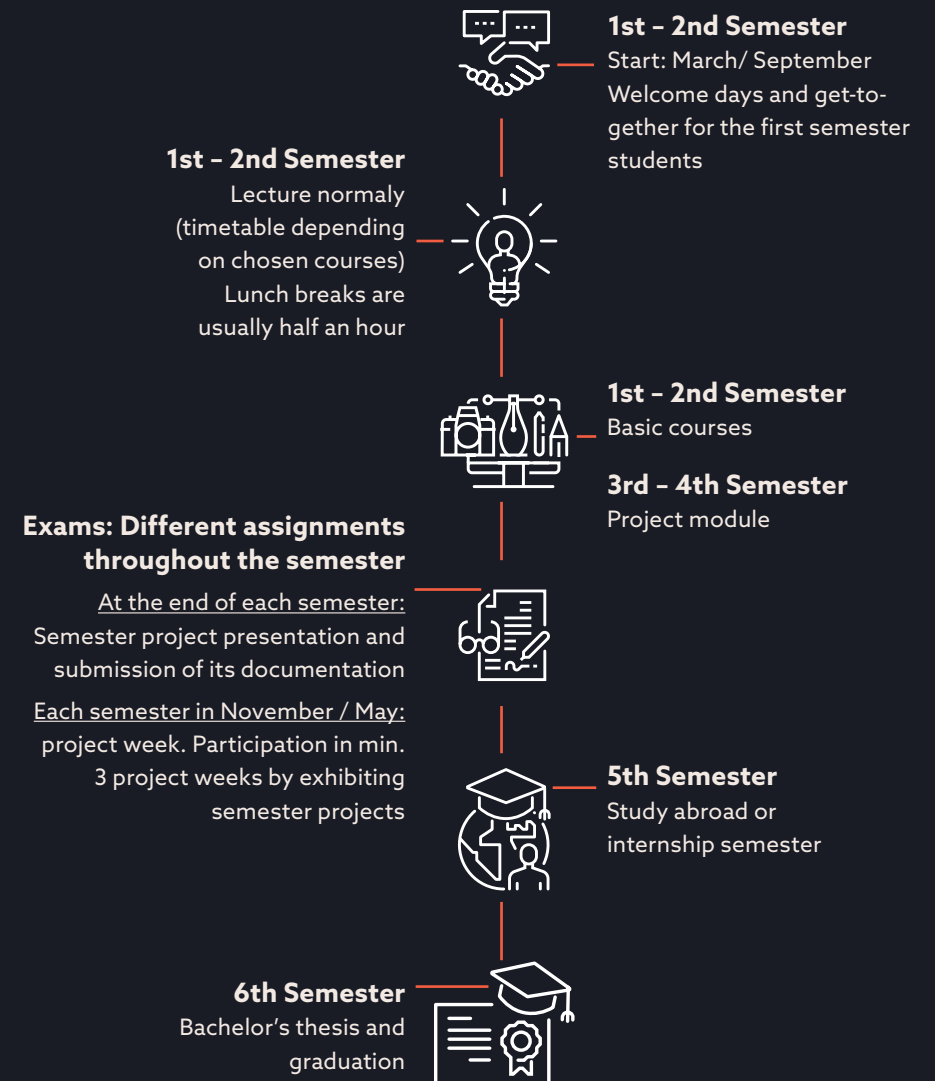 1st – 2nd Semester
Start: March/ September
Welcome days and get-to-
gether for the first semester
students
1st – 2nd Semester
Lecture normaly
(timetable depending
on chosen courses)
Lunch breaks are
usually half an hour
1st – 2nd Semester
Basic courses
3rd – 4th Semester
Project module
Exams: Different assignments
throughout the semester
At the end of each semester:
Semester project presentation and
submission of its documentation
Each semester in November / May:
project week. Participation in min.
3 project weeks by exhibiting
semester projects
5th Semester
Study abroad or
internship semester
6th Semester
Bachelor’s thesis and
graduation